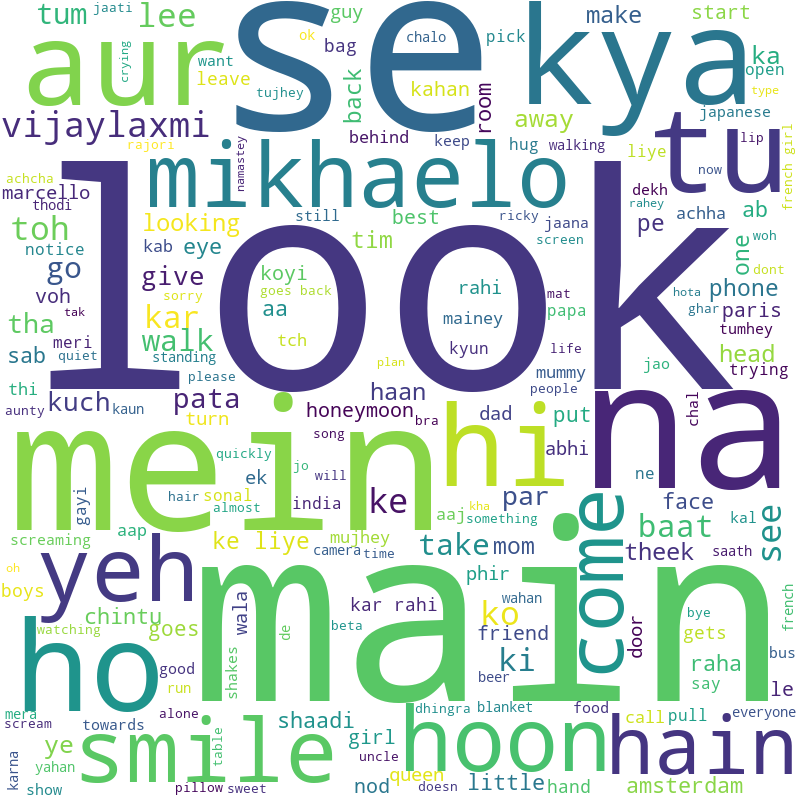 tum
jaati
lee
se
kya
guy
make
start
ok
chalo
pick
ka
aur
crying
want
bag
leave
tujhey
back
kahan
room
open
type
away
japanese
vijaylaxmi
behind
keep
hug
walking
tu
lip
rajori
namastey
mikhaelo
liye
now
french girl
achcha
marcello
thodi
look
dekh
rahey
looking
still
best
ricky
jaana
screen
pe
achha
ab
toh
notice
kab
eye
tim
one
woh
go
give
koyi
goes back
rahi
dont
voh
sorry
aa
mainey
mat
papa
hota
ghar
phone
paris
tak
kar
tumhey
tha
meri
walk
tch
kyun
life
head
sab
quiet
standing
plan
jao
trying
thi
please
mummy
people
aunty
kuch
kaun
pata
haan
na
chal
turn
honeymoon
bra
dad
put
mein
song
hi
abhi
quickly
jo
will
ne
hair
sonal
ek
gayi
almost
india
ke
kha
par
face
kal
aap
aaj
something
come
baat
see
screaming
ke liye
mujhey
camera
time
take
mom
theek
saath
oh
yeh
phir
boys
main
wahan
chintu
wala
kar rahi
ko
door
french
watching
goes
de
beta
friend
bye
gets
ho
shakes
ki
raha
bus
good
beer
say
le
mera
run
dhingra
blanket
food
scream
towards
alone
shaadi
hoon
call
pull
everyone
ye
smile
table
girl
hain
karna
yahan
uncle
queen
nod
little
hand
amsterdam
show
pillow
sweet
doesn